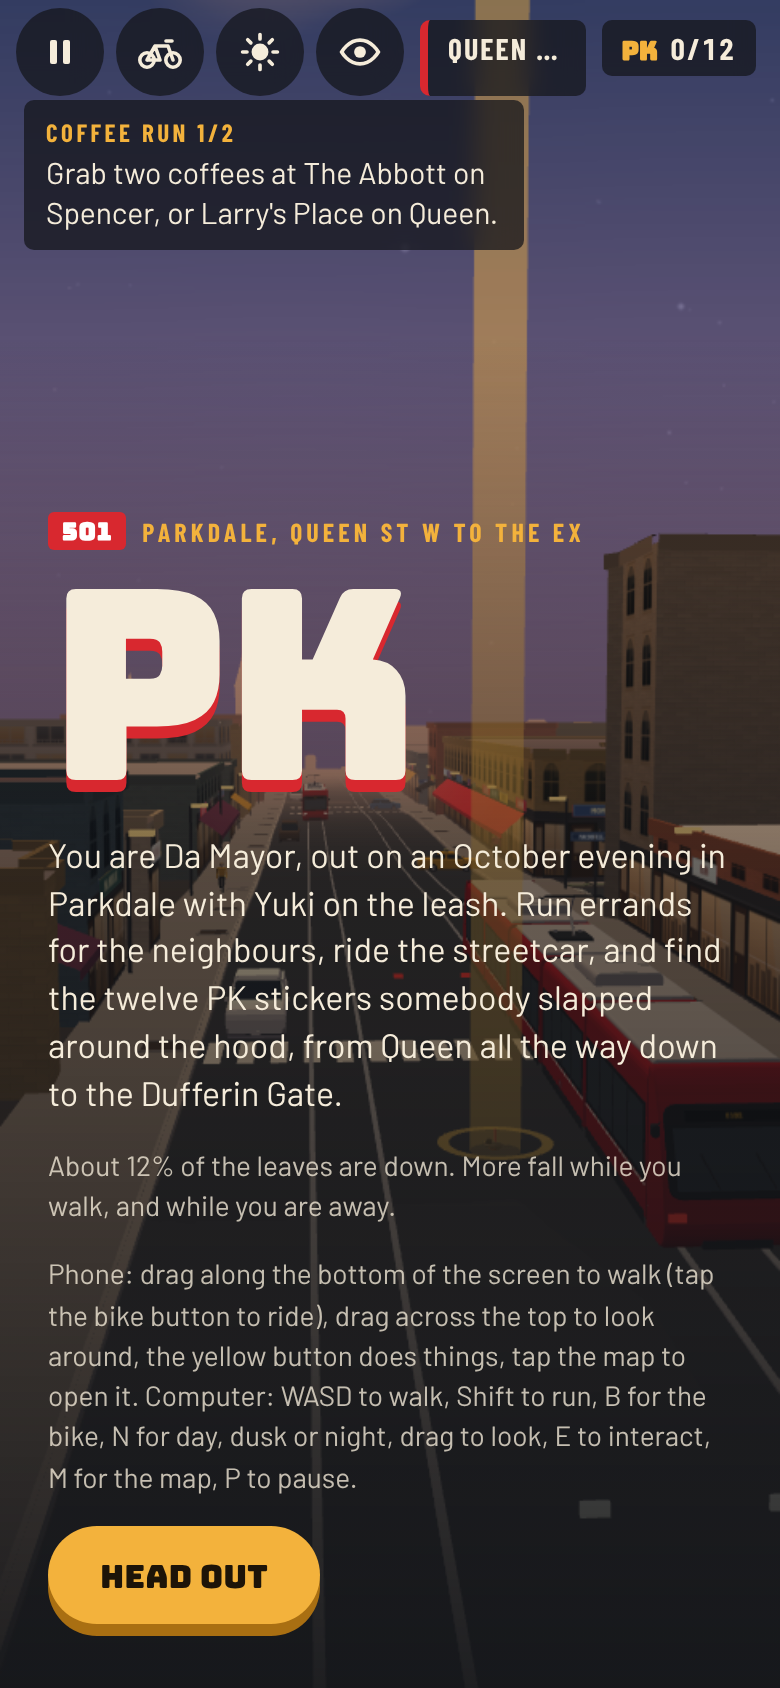 QUEEN ...
PK 0/12
COFFEE RUN 1/2
Grab two coffees at The Abbott on
Spencer, or Larry's Place on Queen.
501 PARKDALE, QUEEN ST W TO THE EX
PK
You are Da Mayor, out on an October evening in
Parkdale with Yuki on the leash. Run errands
for the neighbours, ride the streetcar, and find
the twelve PK stickers somebody slapped
around the hood, from Queen all the way down
to the Dufferin Gate.
About 12% of the leaves are down. More fall while you
walk, and while you are away.
Phone: drag along the bottom of the screen to walk (tap
the bike button to ride), drag across the top to look
around, the yellow button does things, tap the map to
open it. Computer: WASD to walk, Shift to run, B for the
bike, N for day, dusk or night, drag to look, E to interact,
M for the map, P to pause.
HEAD OUT